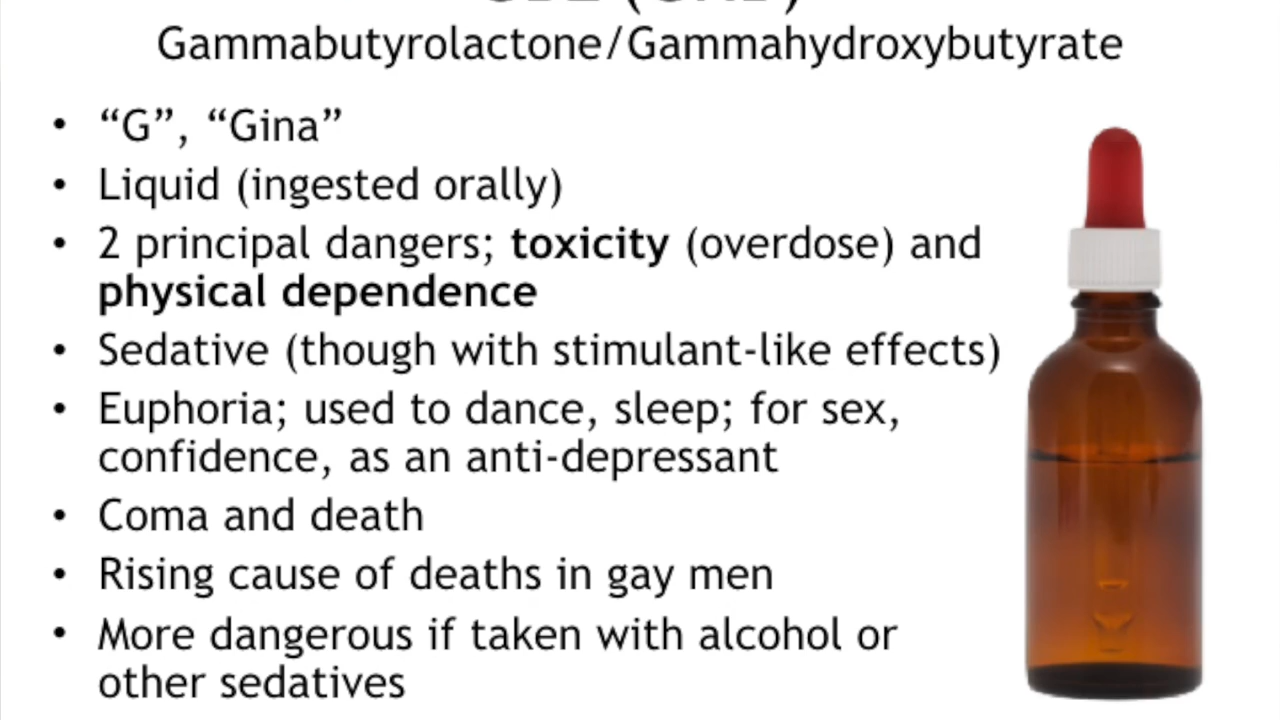 Gammabutyrolactone/Gammahydroxybutyrate
• “G”, “Gina”
• Liquid (ingested orally)
• 2 principal dangers; toxicity (overdose) and
physical dependence
• Sedative (though with stimulant-like effects)
• Euphoria; used to dance, sleep; for sex,
confidence, as an anti-depressant
• Coma and death
• Rising cause of deaths in gay men
• More dangerous if taken with alcohol or
other sedatives